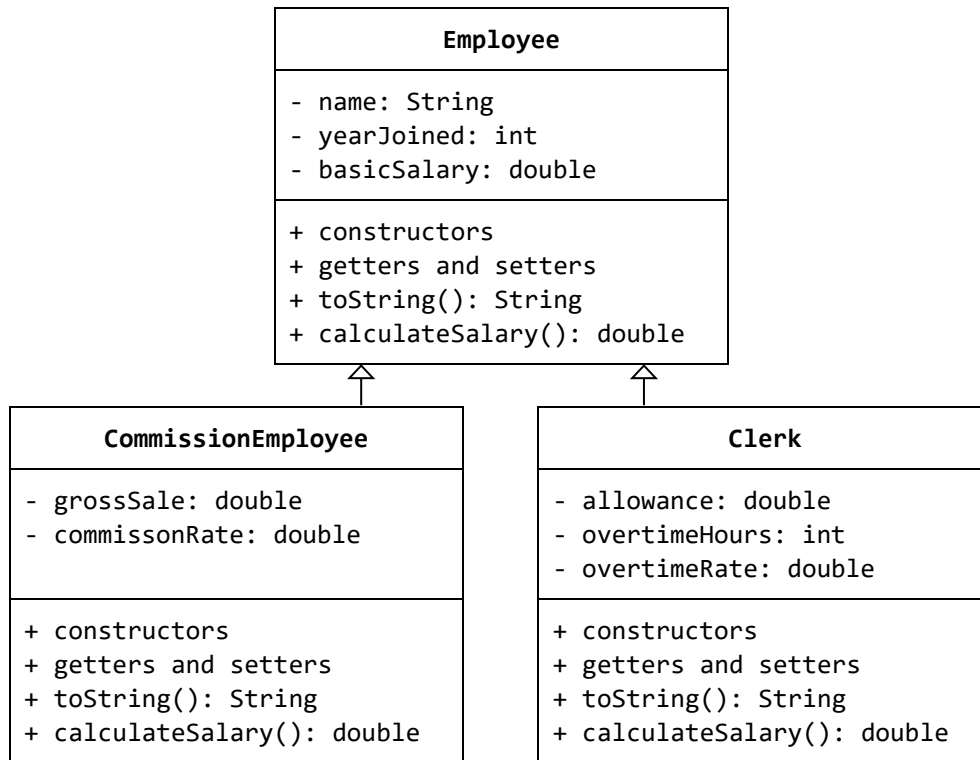 Employee
- name: String
- yearJoined: int
- basicSalary: double
+ constructors
+ getters and setters
+ toString(): String
+ calculateSalary(): double
CommissionEmployee
- grossSale: double
- commissonRate: double
+ constructors
+ getters and setters
+ toString(): String
+ calculateSalary(): double
Clerk
- allowance: double
- overtimeHours: int
- overtimeRate: double
+ constructors
+ getters and setters
+ toString(): String
+ calculateSalary(): double